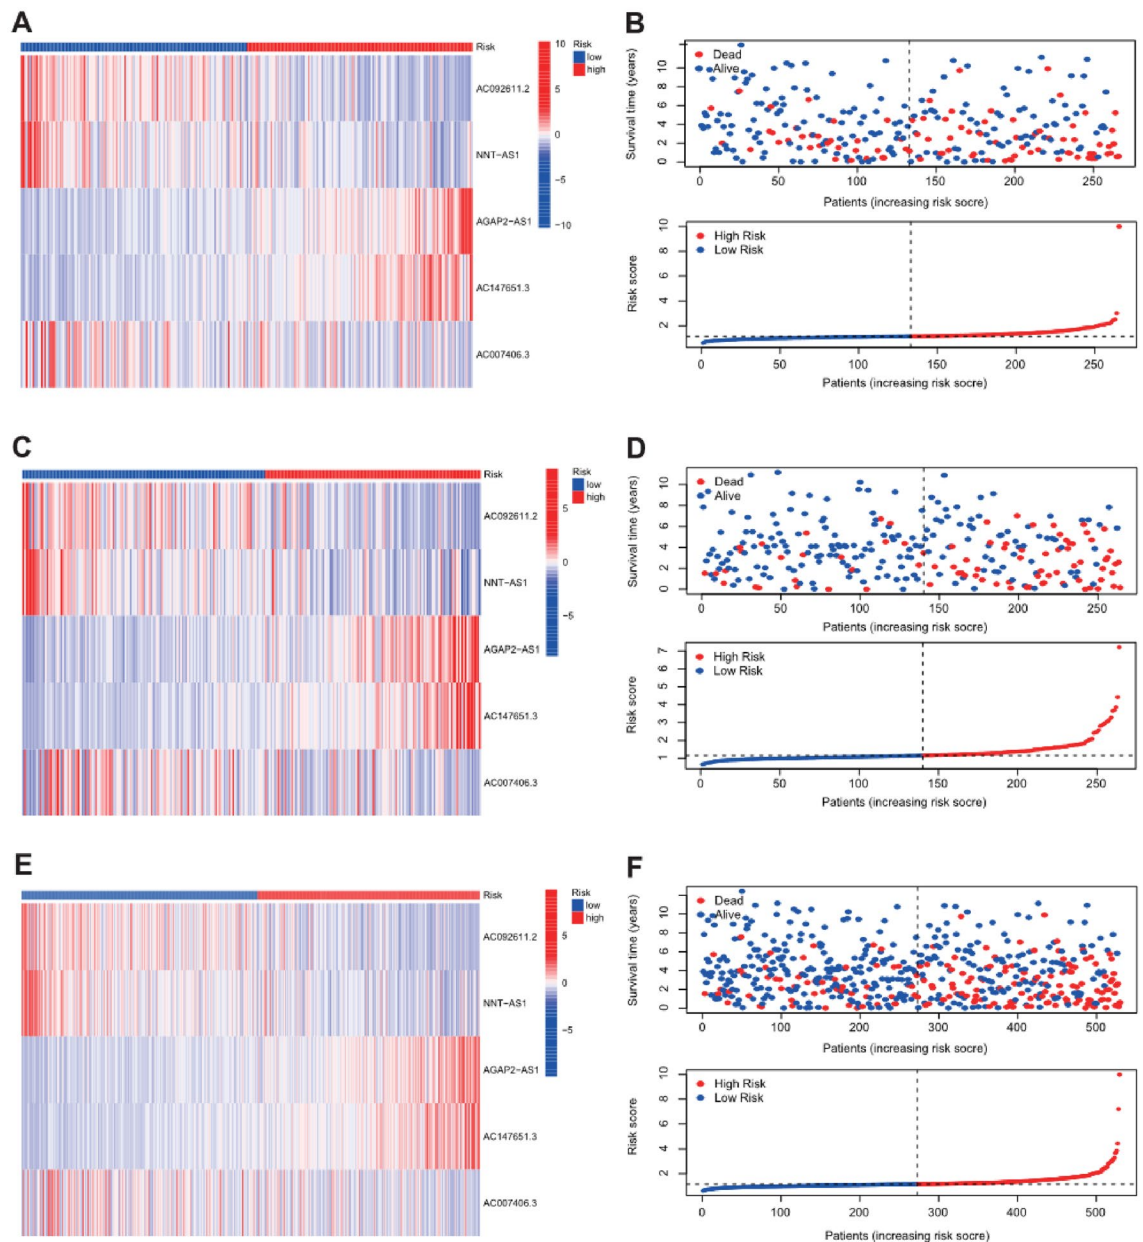 A
Risk
AC092611.2
NNT−AS1
AGAP2−AS1
AC147651.3
AC007406.3
10
5
0
−5
−10
Risk
low
high
B
Survival time (years)
10
8
6
4
2
0
Dead
Alive
0 50 100 150 200 250
Patients (increasing risk socre)
Risk score
10
8
6
4
2
High Risk
Low Risk
0 50 100 150 200 250
Patients (increasing risk socre)
C
Risk
AC092611.2
NNT−AS1
AGAP2−AS1
AC147651.3
AC007406.3
5
0
−5
Risk
low
high
D
Survival time (years)
10
8
6
4
2
0
Dead
Alive
0 50 100 150 200 250
Patients (increasing risk socre)
Risk score
7
6
5
4
3
2
1
High Risk
Low Risk
0 50 100 150 200 250
Patients (increasing risk socre)
E
Risk
AC092611.2
NNT−AS1
AGAP2−AS1
AC147651.3
AC007406.3
5
0
−5
Risk
low
high
F
Survival time (years)
10
8
6
4
2
0
Dead
Alive
0 100 200 300 400 500
Patients (increasing risk socre)
Risk score
10
8
6
4
2
High Risk
Low Risk
0 100 200 300 400 500
Patients (increasing risk socre)